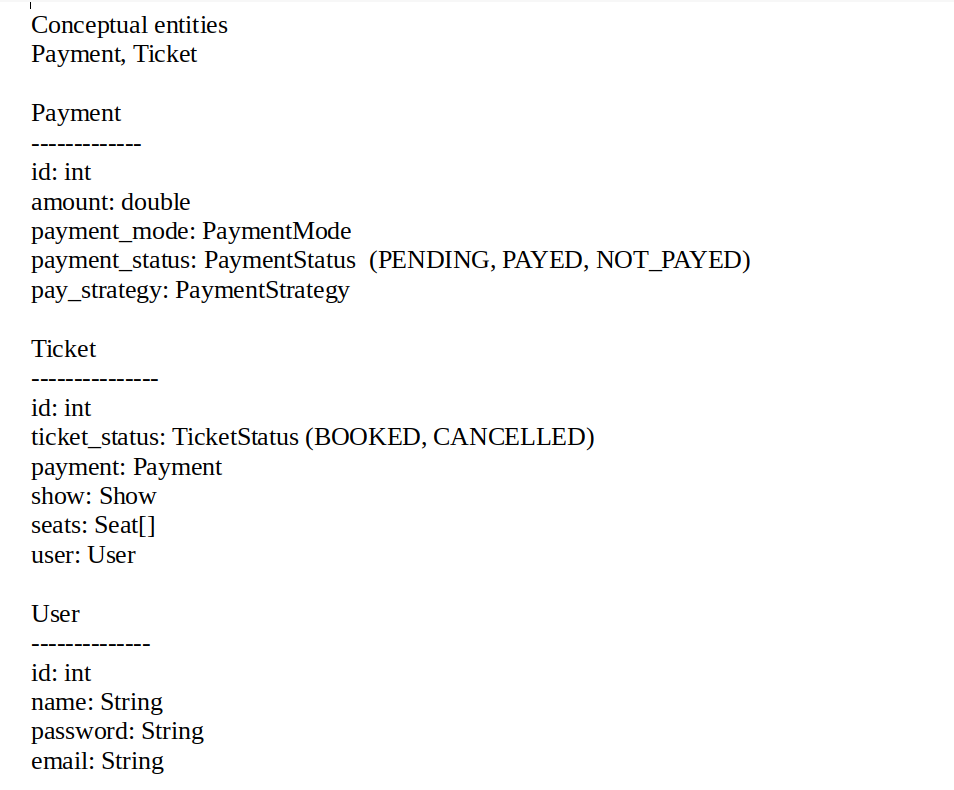 Conceptual entities
Payment, Ticket
Payment
-------------
id: int
amount: double
payment_mode: PaymentMode
payment_status: PaymentStatus  (PENDING, PAYED, NOT_PAYED)
pay_strategy: PaymentStrategy
Ticket
---------------
id: int
ticket_status: TicketStatus (BOOKED, CANCELLED)
payment: Payment
show: Show
seats: Seat[]
user: User
User
--------------
id: int
name: String
password: String
email: String